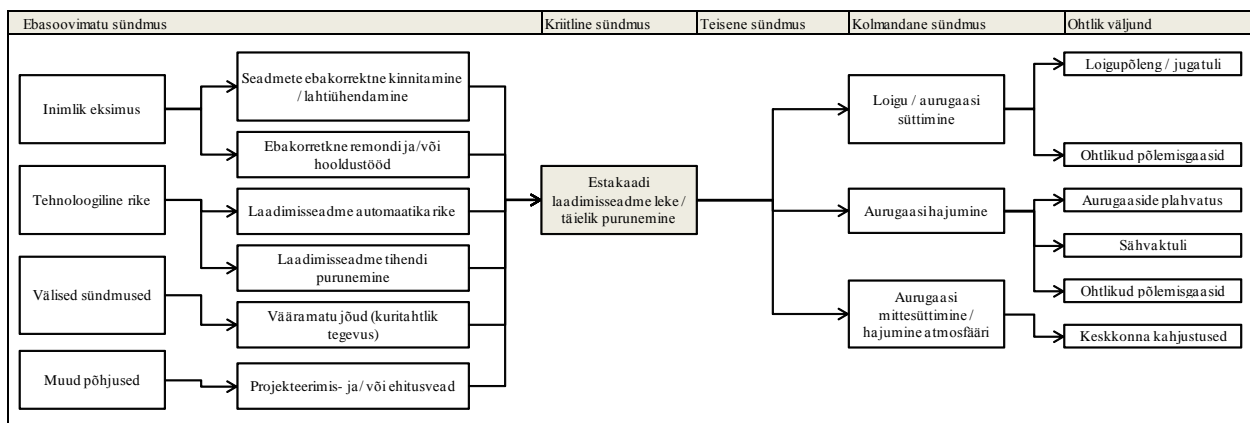 Ebasoovimatu sündmus
Kriitline sündmus
Teisene sündmus
Kolmandane sündmus
Ohtlik väljund
Inimlik eksimus
Tehnoloogiline rike
Välised sündmused
Muud põhjused
Seadmete ebakorrektne kinnitamine
/ lahtiühendamine
Ebakorretkne remondi ja/või
hooldustööd
Laadimisseadme automaatika rike
Laadimisseadme tihendi
purunemine
Vääramatu jõud (kuritahtlik
tegevus)
Projekteerimis- ja/ või ehitusvead
Estakaadi
laadimisseadme leke /
täielik purunemine
Loigu / aurugaasi
süttimine
Aurugaasi hajumine
Aurugaasi
mittesüttimine /
hajumine atmosfääri
Loigupõleng / jugatuli
Ohtlikud põlemisgaasid
Aurugaaside plahvatus
Sähvaktuli
Ohtlikud põlemisgaasid
Keskkonna kahjustused